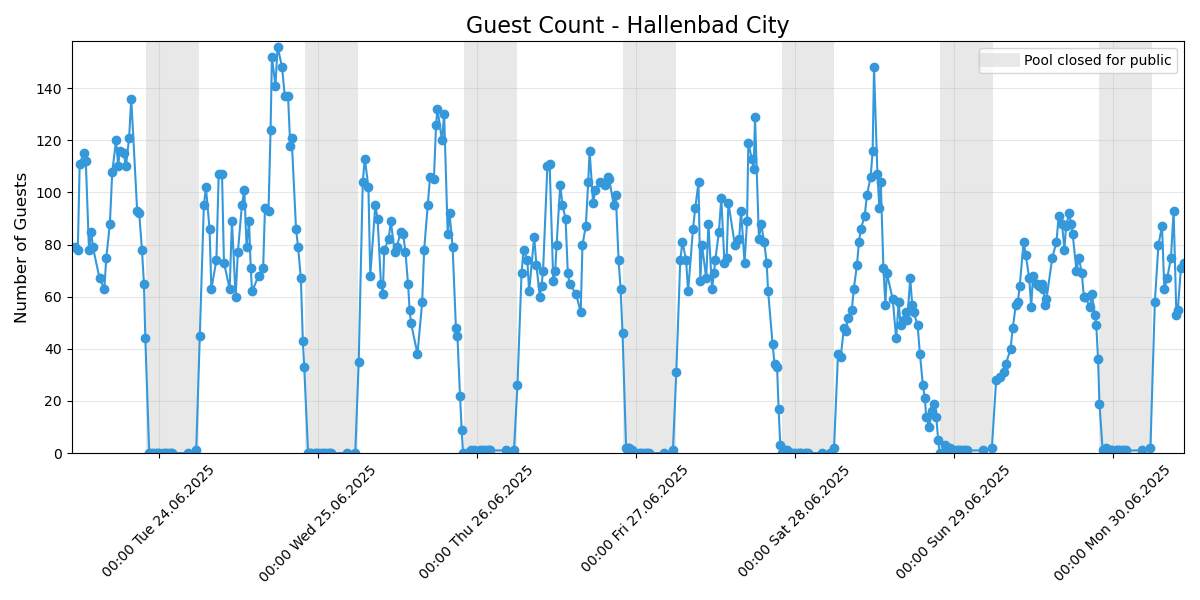 Guest Count - Hallenbad City
Pool closed for public
Number of Guests
140
120
100
80
60
40
20
0
00:00 Tue 24.06.2025
00:00 Wed 25.06.2025
00:00 Thu 26.06.2025
00:00 Fri 27.06.2025
00:00 Sat 28.06.2025
00:00 Sun 29.06.2025
00:00 Mon 30.06.2025